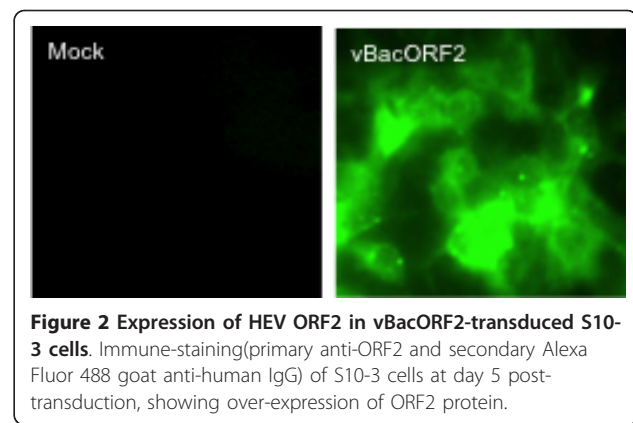 Mock
vBacORF2
Figure 2 Expression of HEV ORF2 in vBacORF2-transduced S10-
3 cells. Immune-staining(primary anti-ORF2 and secondary Alexa
Fluor 488 goat anti-human IgG) of S10-3 cells at day 5 post-
transduction, showing over-expression of ORF2 protein.